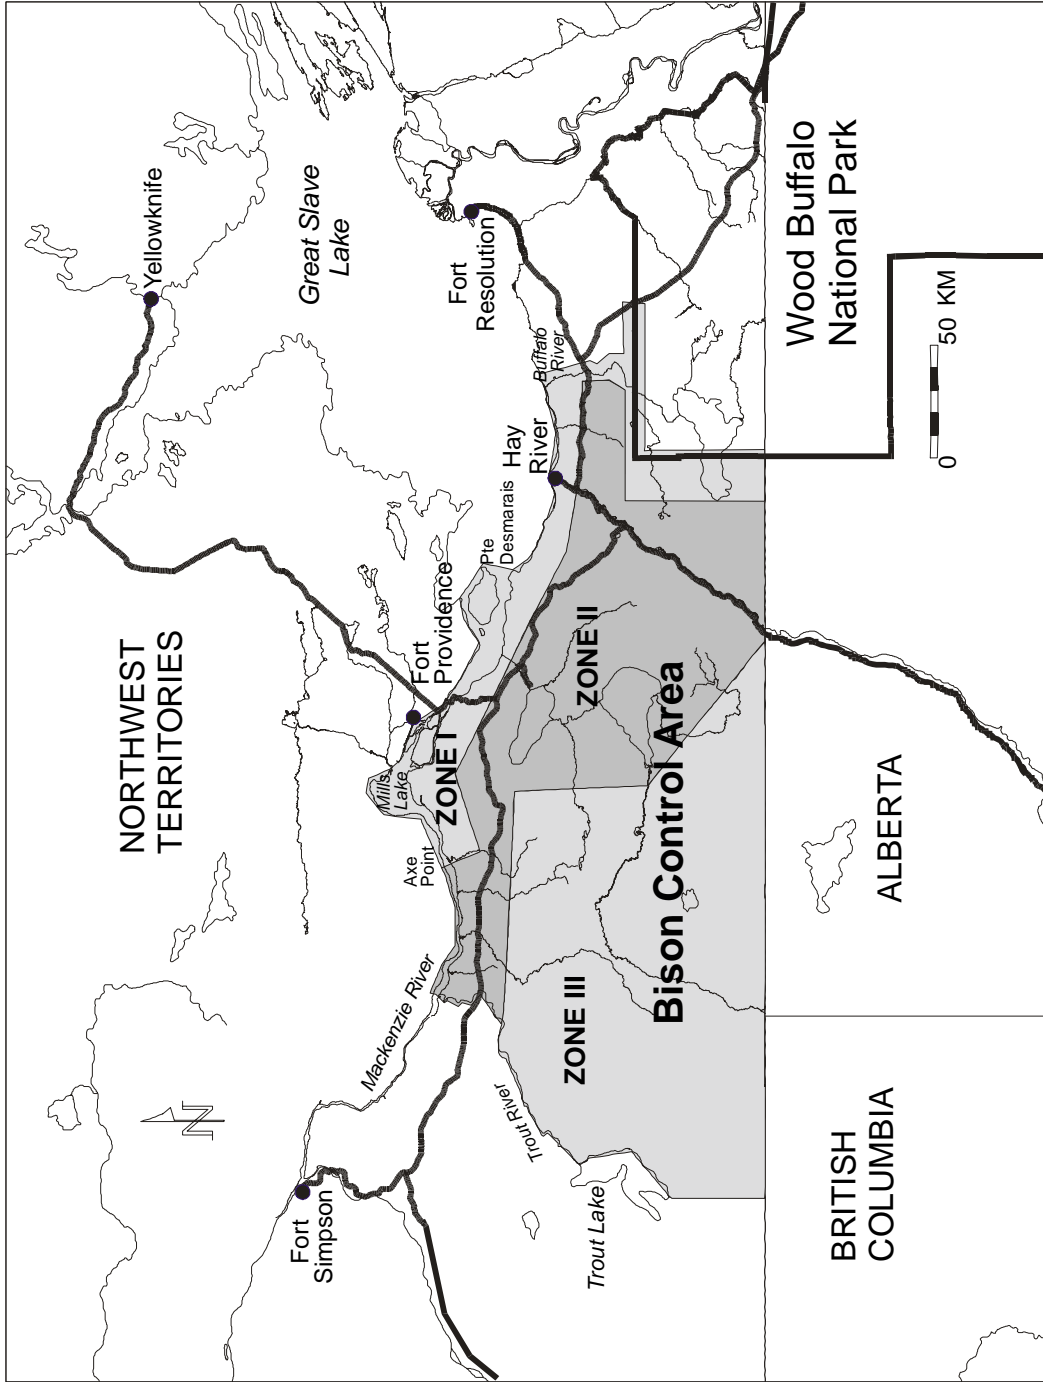 NORTHWEST
TERRITORIES
Yellowknife
Great Slave
Lake
Fort
Simpson
Mackenzie River
Axe
Point
Mills
Lake
Fort
Providence
Pte
Desmarais
Hay
River
Buffalo
River
Fort
Resolution
Trout River
Trout Lake
ZONE I
ZONE II
ZONE III
Bison Control Area
BRITISH
COLUMBIA
ALBERTA
Wood Buffalo
National Park
0
50 KM
N